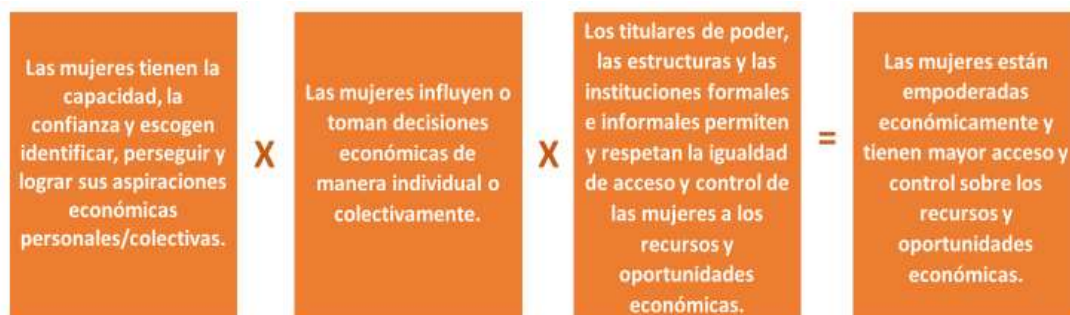 Las mujeres tienen la
capacidad, la
confianza y escogen
identificar, perseguir y
lograr sus aspiraciones
económicas
personales/colectivas.
X
Las mujeres influyen o
toman decisiones
económicas de
manera individual o
colectivamente.
X
Los titulares de poder,
las estructuras y las
instituciones formales
e informales permiten
y respetan la igualdad
de acceso y control de
las mujeres a los
recursos y
oportunidades
económicas.
=
Las mujeres están
empoderadas
económicamente y
tienen mayor acceso y
control sobre los
recursos y
oportunidades
económicas.